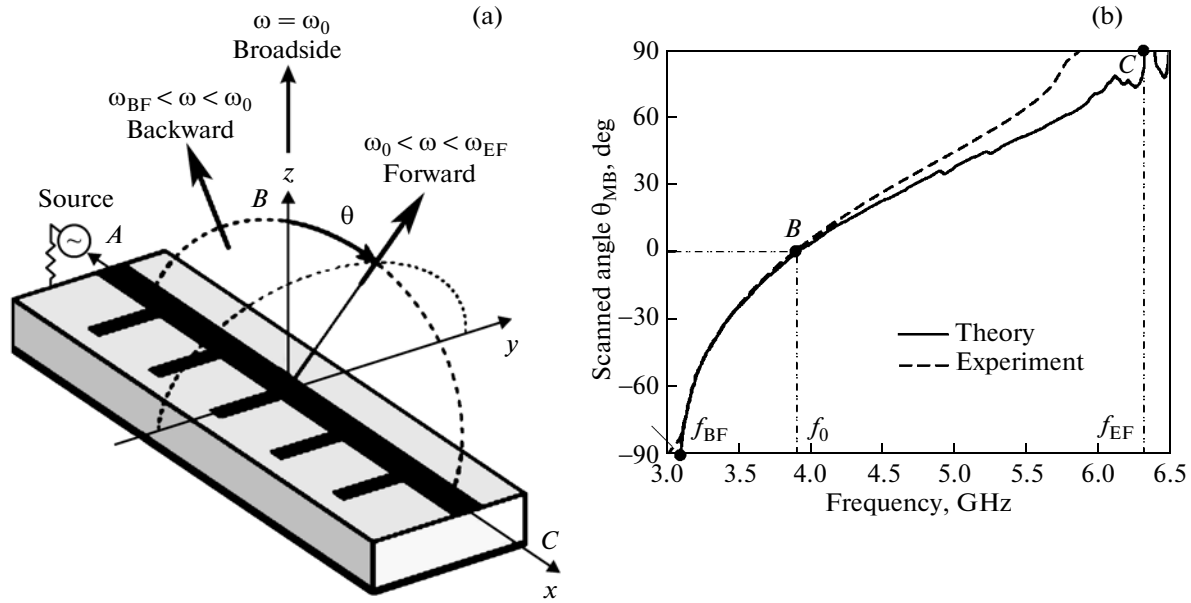 (a)
ω = ω0
Broadside
ωBF < ω < ω0
Backward
ω0 < ω < ωEF
Forward
z
B
θ
Source
~
A
y
C
x
(b)
90
60
30
0
−30
−60
−90
Scanned angle θMB, deg
C
B
Theory
Experiment
fBF
f0
fEF
3.0 3.5 4.0 4.5 5.0 5.5 6.0 6.5
Frequency, GHz